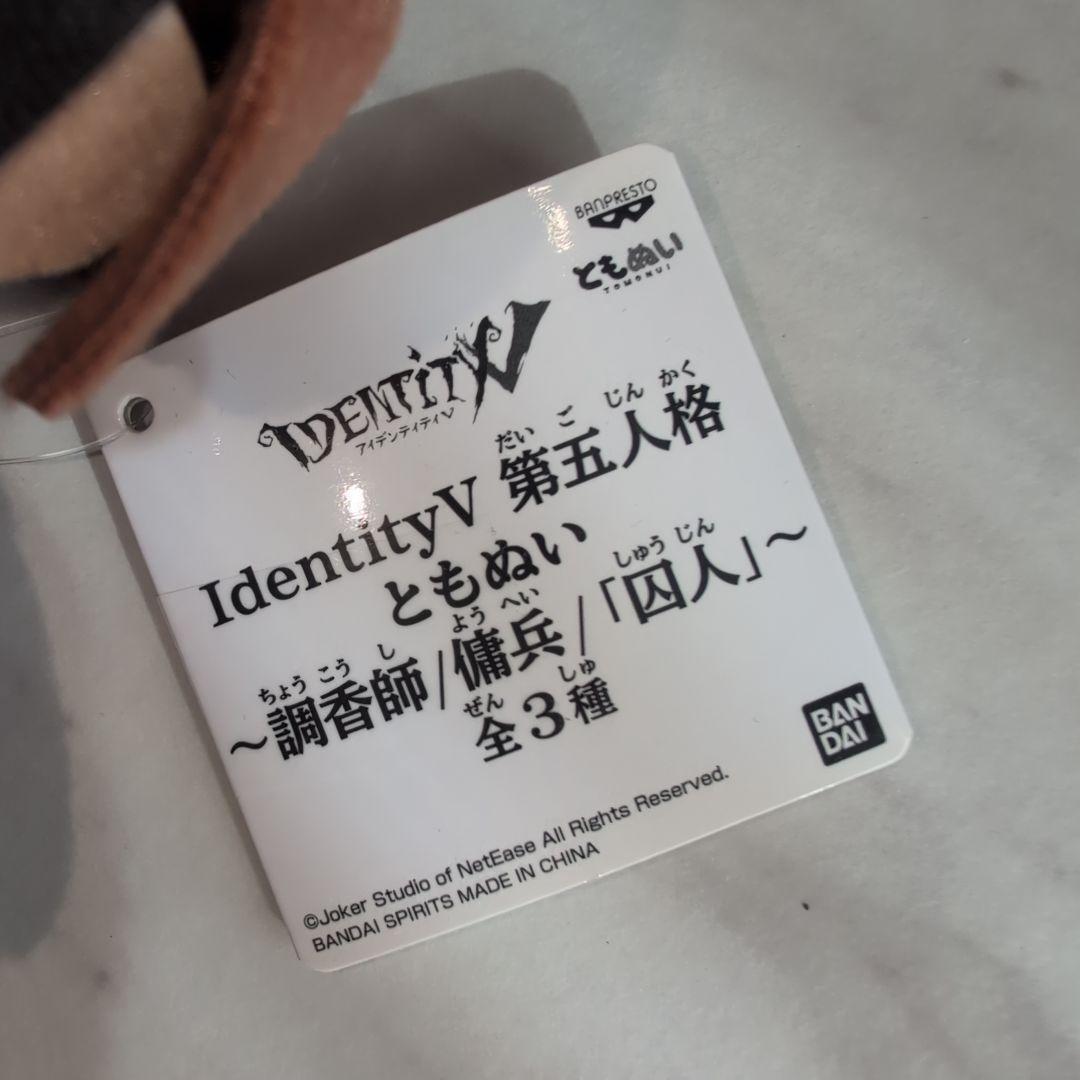 BANPRESTO
ともぬい
TOMONUI
IDENTITY V
アイデンティティV
だい ご じん かく
IdentityV 第五人格
ともぬい
ちょう こう し よう へい しゅう じん
～調香師/傭兵/「囚人」～
ぜん しゅ
全3種
BAN
DAI
©Joker Studio of NetEase All Rights Reserved.
BANDAI SPIRITS MADE IN CHINA